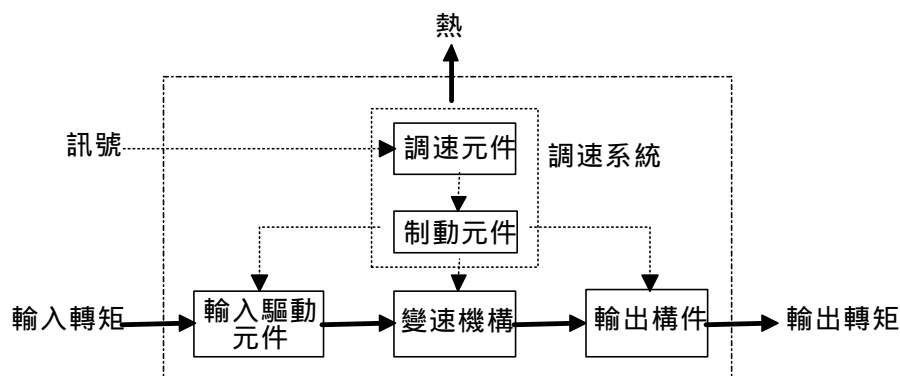 熱
訊號
調速元件
調速系統
制動元件
輸入轉矩
輸入驅動
元件
變速機構
輸出構件
輸出轉矩